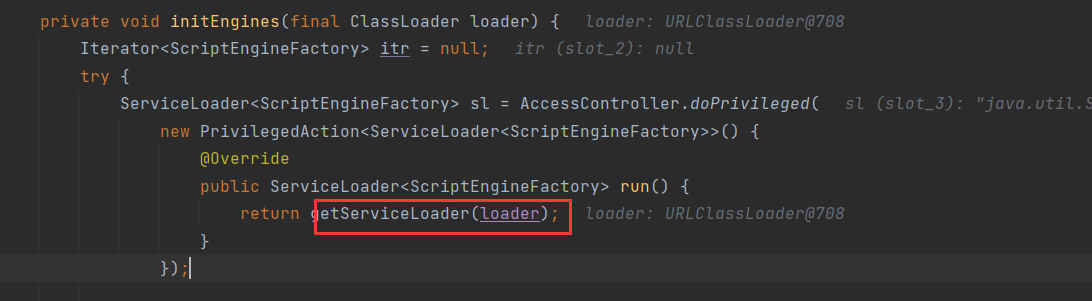 private void initEngines(final ClassLoader loader) {   loader: URLClassLoader@708
    Iterator<ScriptEngineFactory> itr = null;   itr (slot_2): null
    try {
        ServiceLoader<ScriptEngineFactory> sl = AccessController.doPrivileged(   sl (slot_3): "java.util.S
            new PrivilegedAction<ServiceLoader<ScriptEngineFactory>>() {
                @Override
                public ServiceLoader<ScriptEngineFactory> run() {
                    return getServiceLoader(loader);   loader: URLClassLoader@708
                }
            });